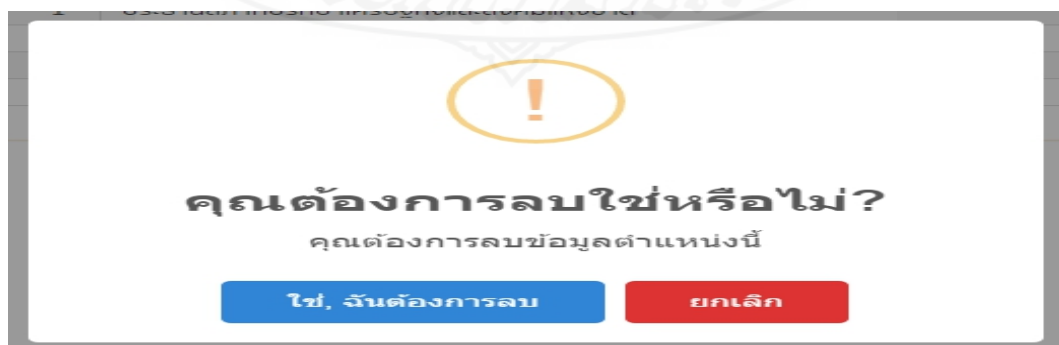 !
คุณต้องการลบใช่หรือไม่?
คุณต้องการลบข้อมูลตำแหน่งนี้
ใช่, ฉันต้องการลบ
ยกเลิก